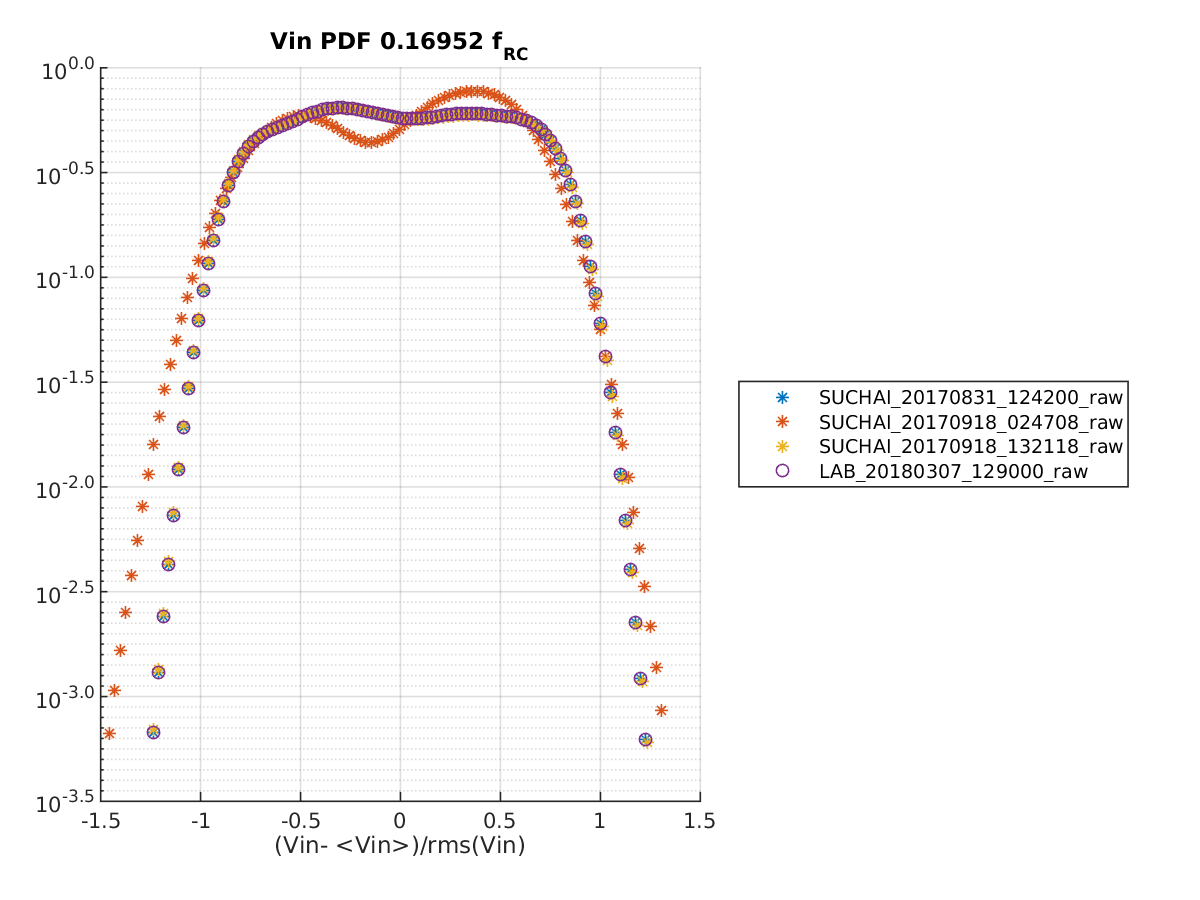 Vin PDF 0.16952 f_RC
10^0.0
10^-0.5
10^-1.0
10^-1.5
10^-2.0
10^-2.5
10^-3.0
10^-3.5
-1.5 -1 -0.5 0 0.5 1 1.5
(Vin- <Vin>)/rms(Vin)
SUCHAI_20170831_124200_raw
SUCHAI_20170918_024708_raw
SUCHAI_20170918_132118_raw
LAB_20180307_129000_raw